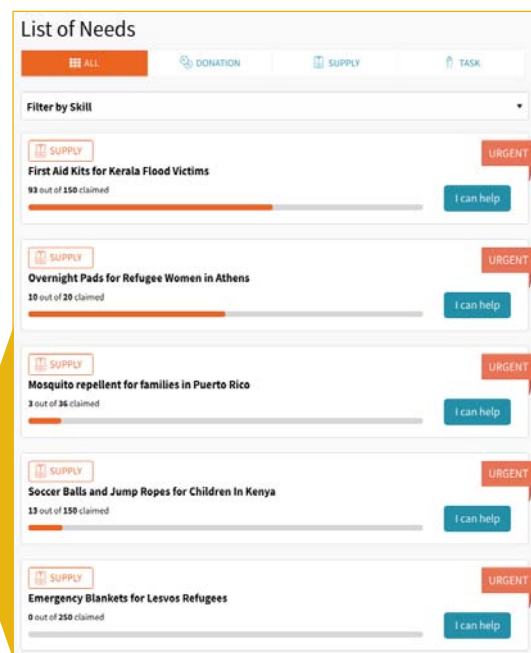 List of Needs
ALL DONATION SUPPLY TASK
Filter by Skill
SUPPLY URGENT
First Aid Kits for Kerala Flood Victims
93 out of 150 claimed I can help
SUPPLY URGENT
Overnight Pads for Refugee Women in Athens
10 out of 20 claimed I can help
SUPPLY URGENT
Mosquito repellent for families in Puerto Rico
3 out of 36 claimed I can help
SUPPLY URGENT
Soccer Balls and Jump Ropes for Children In Kenya
13 out of 150 claimed I can help
SUPPLY URGENT
Emergency Blankets for Lesvos Refugees
0 out of 250 claimed I can help